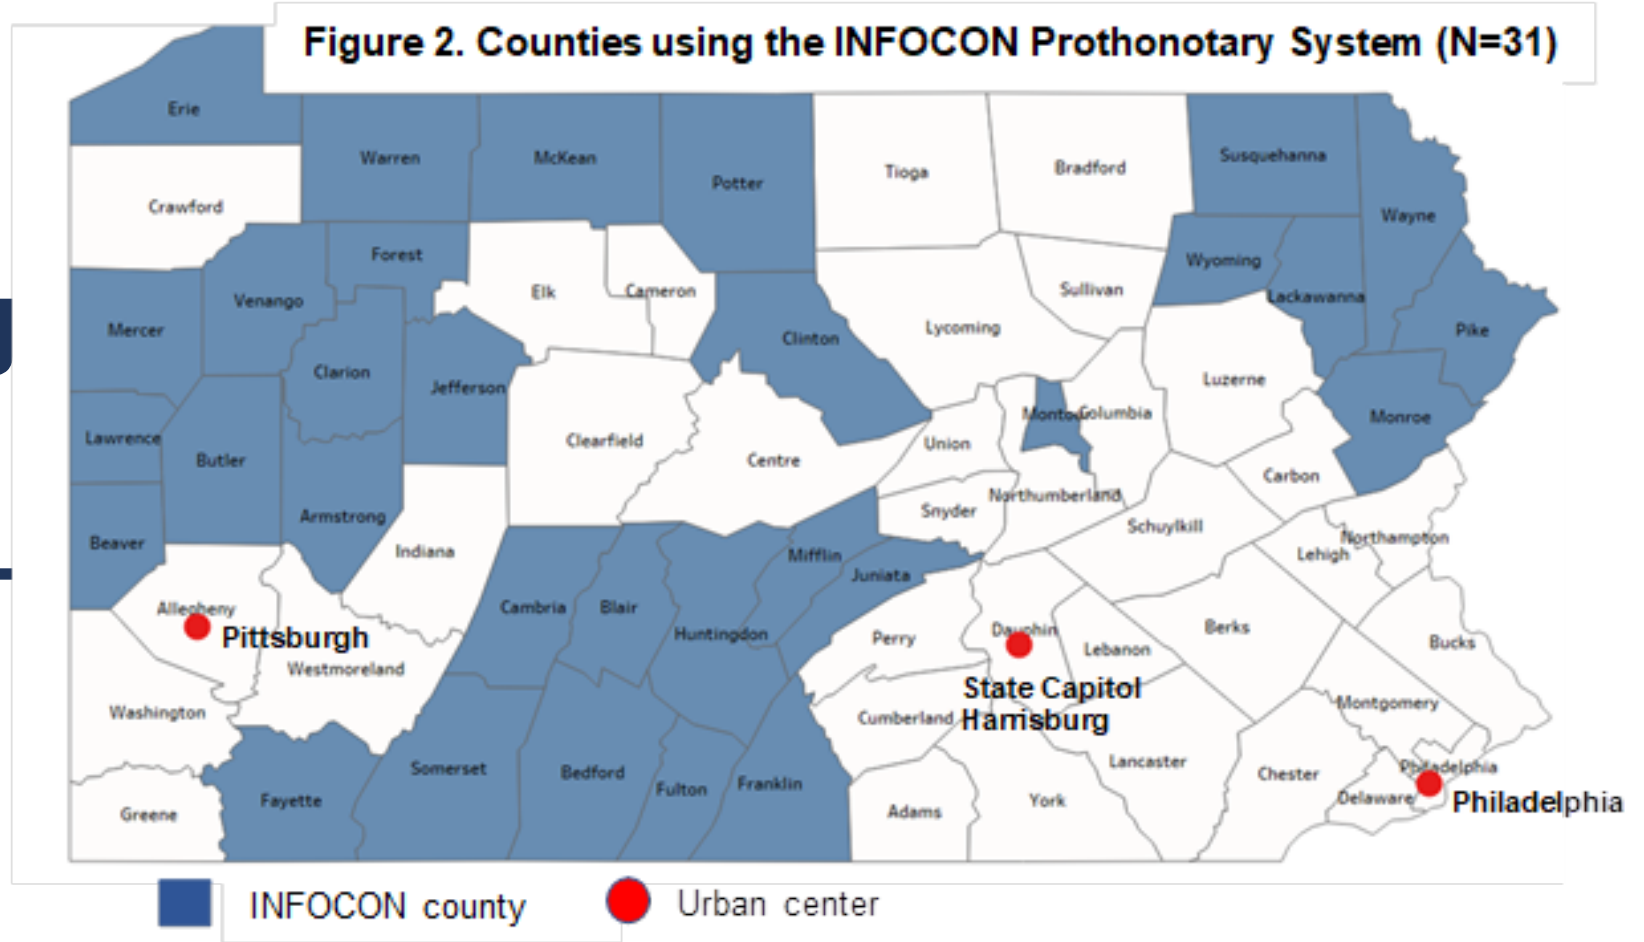 Figure 2. Counties using the INFOCON Prothonotary System (N=31)
Erie
Warren
McKean
Potter
Tioga
Bradford
Susquehanna
Wayne
Crawford
Forest
Venango
Elk
Cameron
Sullivan
Wyoming
Lackawanna
Mercer
Clinton
Lycoming
Pike
Clarion
Jefferson
Luzerne
Lawrence
Butler
Clearfield
Centre
Union
Columbia
Monroe
Carbon
Armstrong
Snyder
Northumberland
Schuylkill
Beaver
Indiana
Mifflin
Juniata
Lehigh
Northampton
Allegheny
Pittsburgh
Cambria
Blair
Huntingdon
Perry
Dauphin
Lebanon
Berks
Bucks
Westmoreland
State Capitol
Harrisburg
Washington
Cumberland
Montgomery
Somerset
Bedford
Fulton
Franklin
Lancaster
Chester
Philadelphia
Delaware
Philadelphia
Greene
Fayette
Adams
York
INFOCON county
Urban center